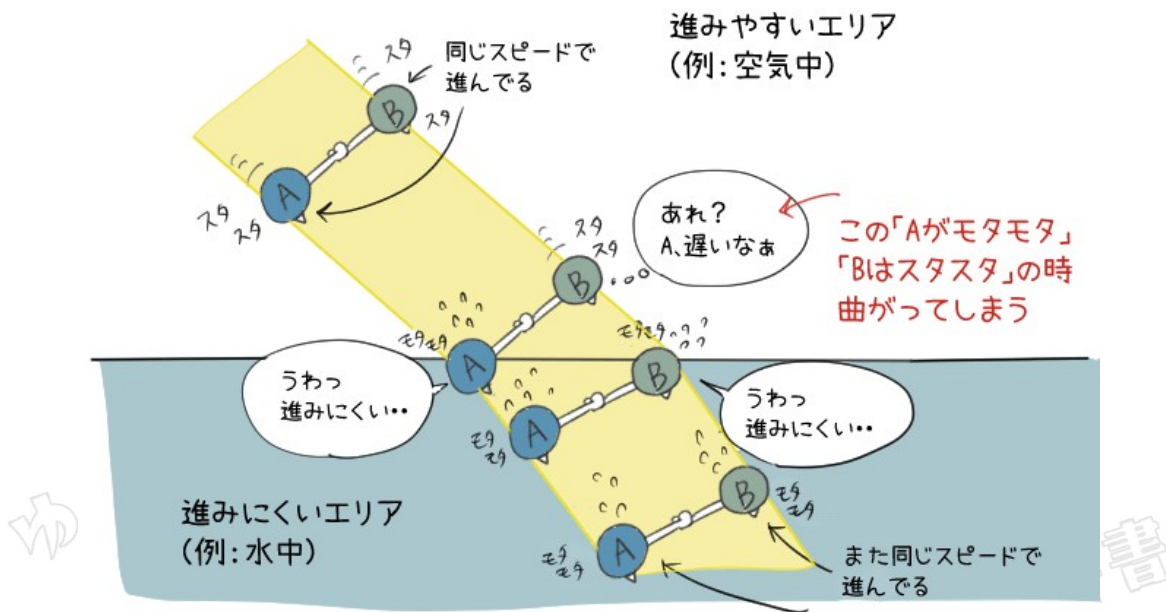 進みやすいエリア
(例:空気中)
同じスピードで
進んでる
スタ
スタ
B
A
スタ
スタ
あれ?
A、遅いなぁ
この「Aがモタモタ」
「Bはスタスタ」の時
曲がってしまう
スタ
スタ
B
モタ
モタ
A
モタモタ
B
うわっ
進みにくい・・
うわっ
進みにくい・・
モタ
スタ
A
進みにくいエリア
(例:水中)
B
モタ
モタ
A
モタ
モタ
また同じスピードで
進んでる
ゆ
書